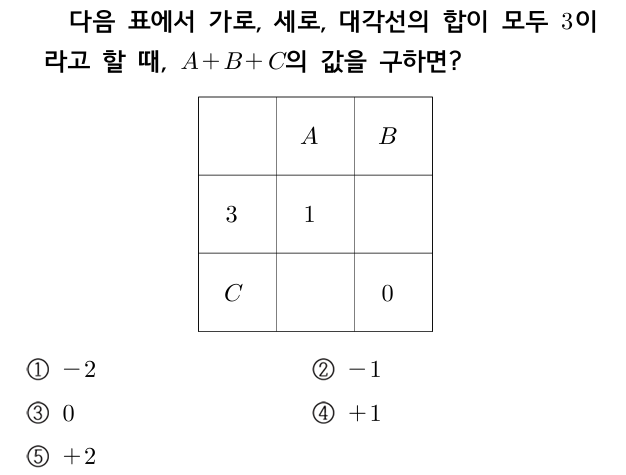 다음 표에서 가로, 세로, 대각선의 합이 모두 3이
라고 할 때, A+B+C의 값을 구하면?
A B
3 1
C 0
① −2 ② −1
③ 0 ④ +1
⑤ +2